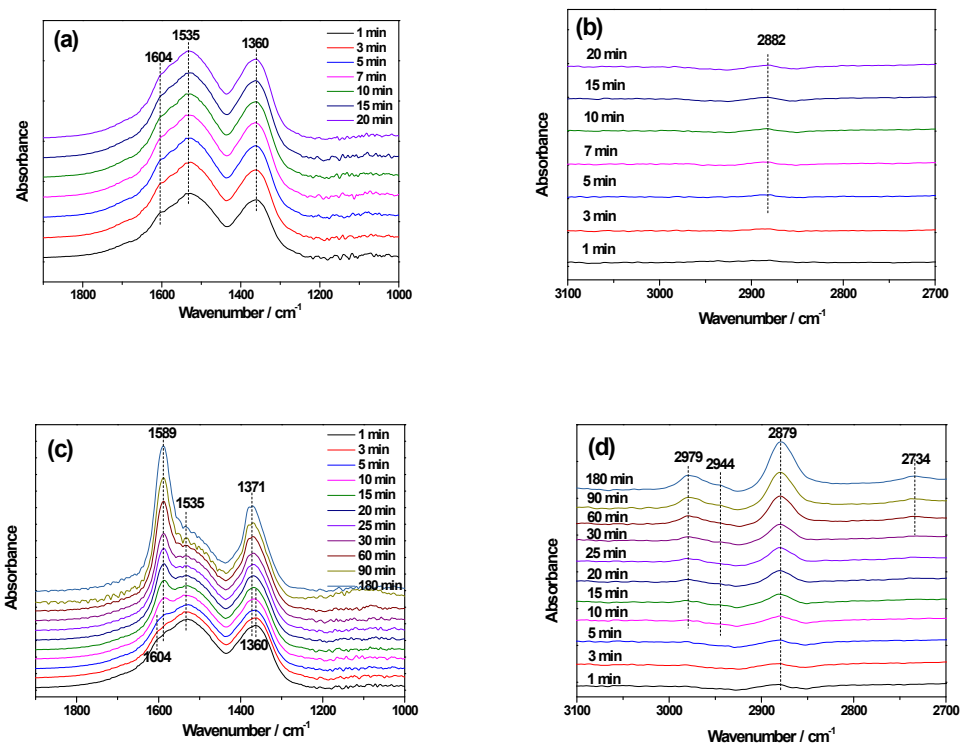 (a)
1604
1535
1360
1 min
3 min
5 min
7 min
10 min
15 min
20 min
Absorbance
1800
1600
1400
1200
1000
Wavenumber / cm⁻¹
(b)
2882
20 min
15 min
10 min
7 min
5 min
3 min
1 min
Absorbance
3100
3000
2900
2800
2700
Wavenumber / cm⁻¹
(c)
1589
1535
1371
1604
1360
1 min
3 min
5 min
10 min
15 min
20 min
25 min
30 min
60 min
90 min
180 min
Absorbance
1800
1600
1400
1200
1000
Wavenumber / cm⁻¹
(d)
2979
2944
2879
2734
180 min
90 min
60 min
30 min
25 min
20 min
15 min
10 min
5 min
3 min
1 min
Absorbance
3100
3000
2900
2800
2700
Wavenumber / cm⁻¹